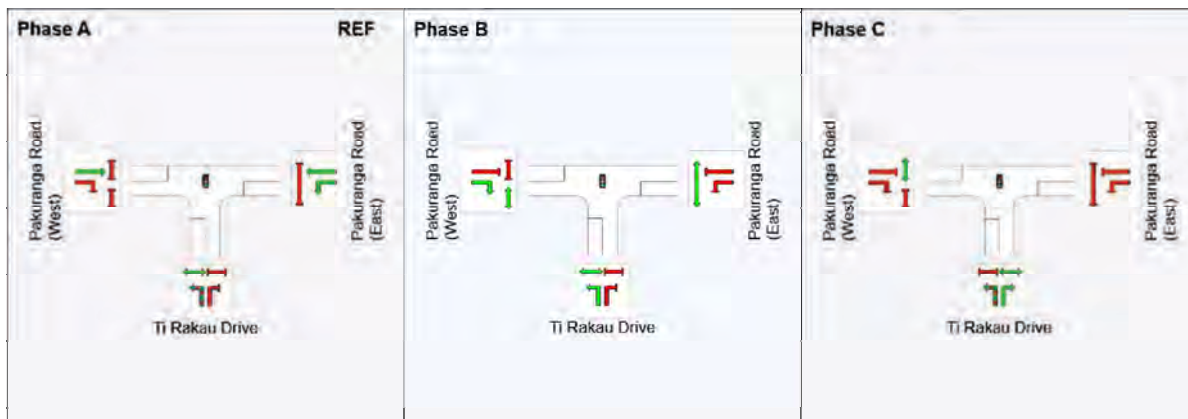 Phase A
REF
Pakuranga Road
(West)
Pakuranga Road
(East)
Ti Rakau Drive
Phase B
Pakuranga Road
(West)
Pakuranga Road
(East)
Ti Rakau Drive
Phase C
Pakuranga Road
(West)
Pakuranga Road
(East)
Ti Rakau Drive